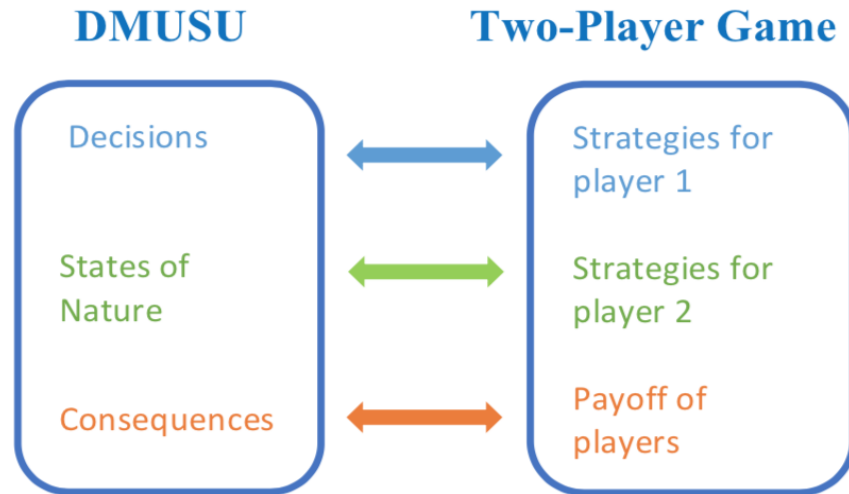 DMUSU
Two-Player Game
Decisions
Strategies for
player 1
States of
Nature
Strategies for
player 2
Consequences
Payoff of
players